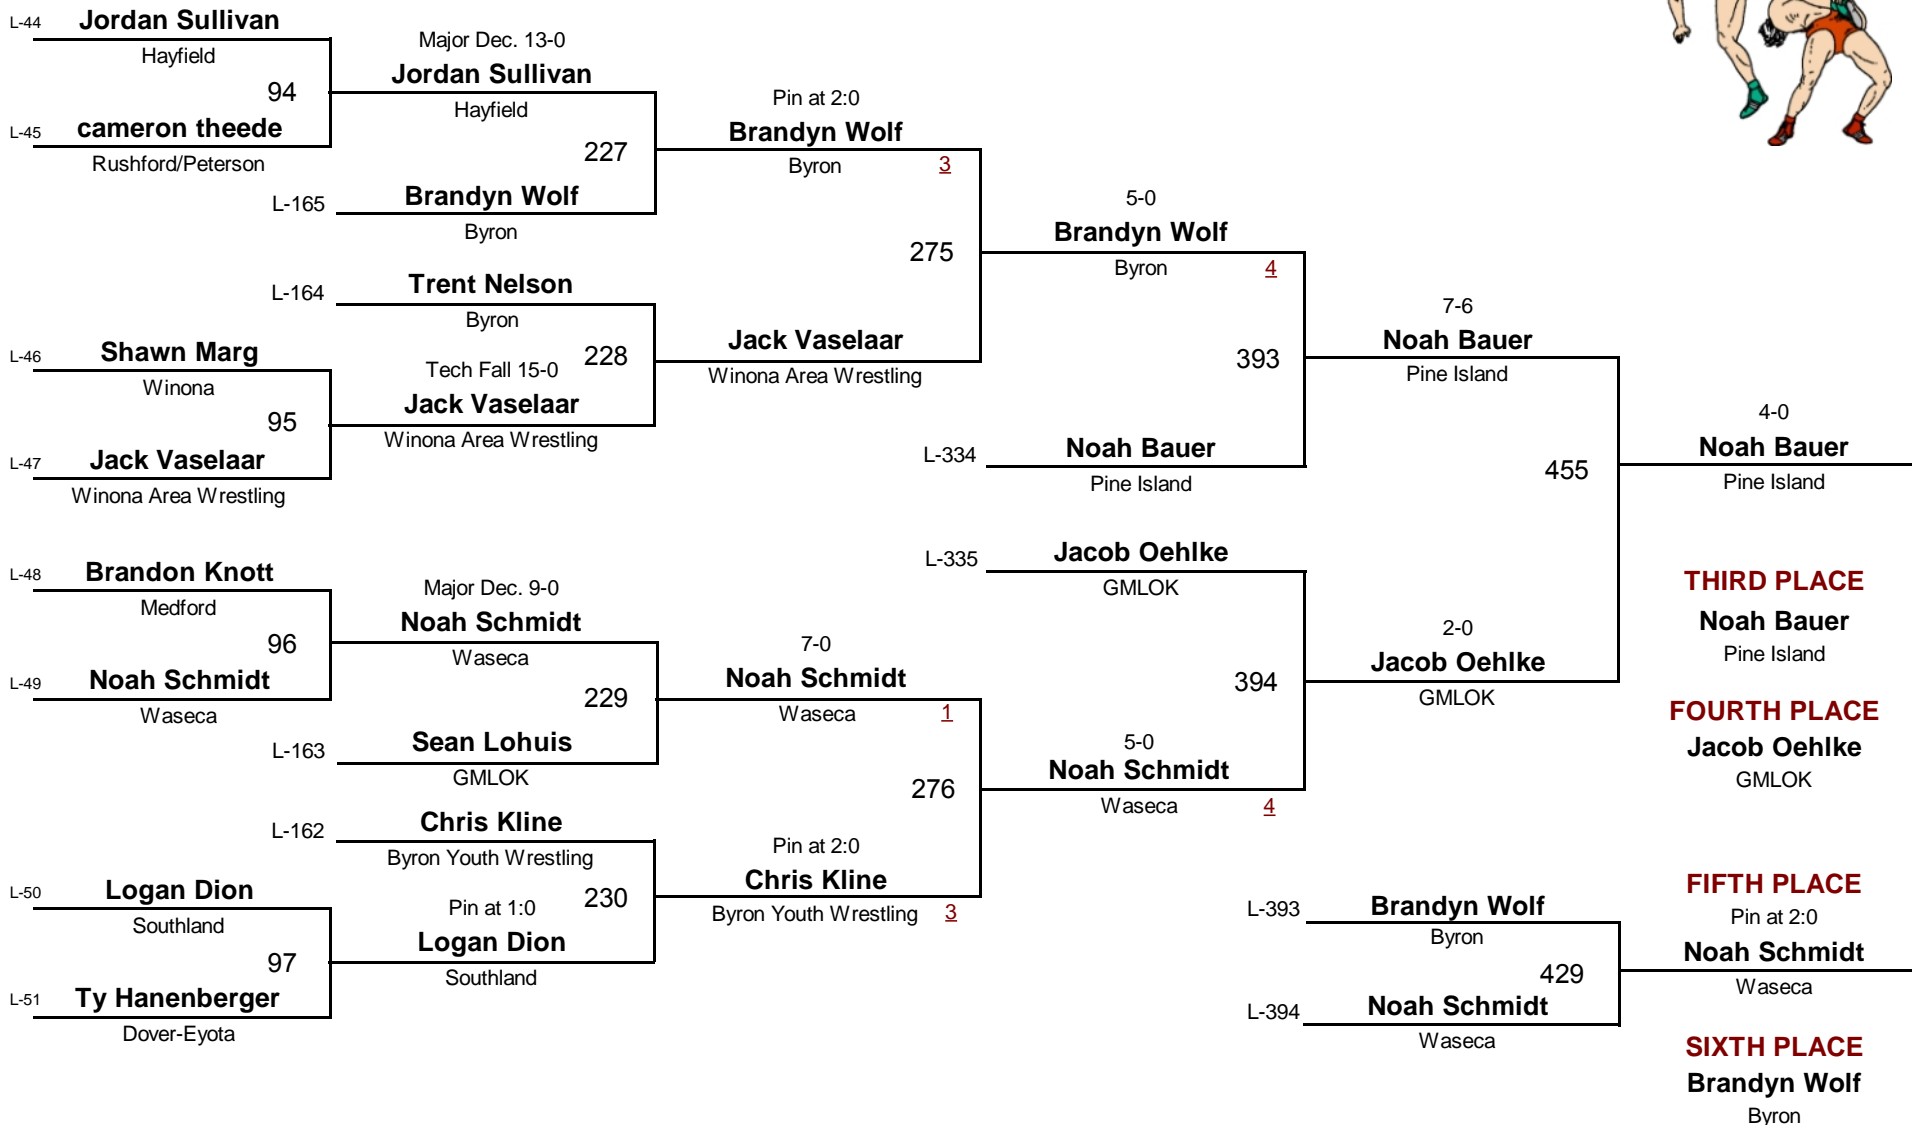 L-44 Jordan Sullivan
Hayfield
94
L-45 cameron theede
Rushford/Peterson
Major Dec. 13-0
Jordan Sullivan
Hayfield
227
L-165 Brandyn Wolf
Byron
Pin at 2:0
Brandyn Wolf
Byron 3
275
L-164 Trent Nelson
Byron
228
L-46 Shawn Marg
Winona
95
L-47 Jack Vaselaar
Winona Area Wrestling
Tech Fall 15-0
Jack Vaselaar
Winona Area Wrestling
Jack Vaselaar
Winona Area Wrestling
5-0
Brandyn Wolf
Byron 4
393
L-334 Noah Bauer
Pine Island
7-6
Noah Bauer
Pine Island
455
4-0
Noah Bauer
Pine Island
L-48 Brandon Knott
Medford
96
L-49 Noah Schmidt
Waseca
Major Dec. 9-0
Noah Schmidt
Waseca
229
L-163 Sean Lohuis
GMLOK
7-0
Noah Schmidt
Waseca 1
276
L-162 Chris Kline
Byron Youth Wrestling
230
L-50 Logan Dion
Southland
97
L-51 Ty Hanenberger
Dover-Eyota
Pin at 1:0
Logan Dion
Southland
Pin at 2:0
Chris Kline
Byron Youth Wrestling 3
L-335 Jacob Oehlke
GMLOK
394
5-0
Noah Schmidt
Waseca 4
2-0
Jacob Oehlke
GMLOK
THIRD PLACE
Noah Bauer
Pine Island
FOURTH PLACE
Jacob Oehlke
GMLOK
L-393 Brandyn Wolf
Byron
429
L-394 Noah Schmidt
Waseca
FIFTH PLACE
Pin at 2:0
Noah Schmidt
Waseca
SIXTH PLACE
Brandyn Wolf
Byron